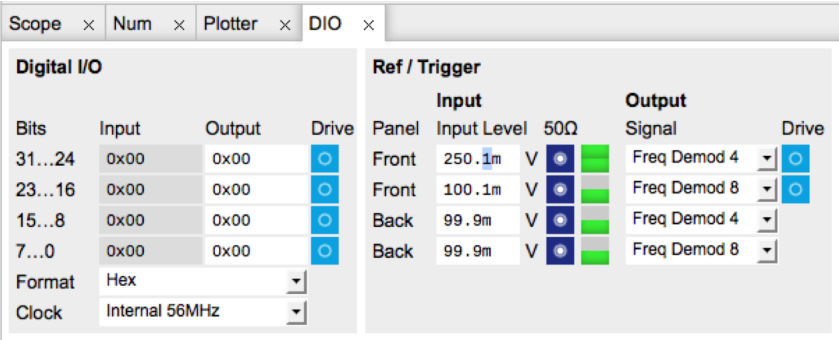 Scope × Num × Plotter × DIO ×
Digital I/O
Bits Input Output Drive
31...24 0x00 0x00
23...16 0x00 0x00
15...8 0x00 0x00
7...0 0x00 0x00
Format Hex
Clock Internal 56MHz
Ref / Trigger
Input Output
Panel Input Level 50Ω Signal Drive
Front 250.1m V Freq Demod 4
Front 100.1m V Freq Demod 8
Back 99.9m V Freq Demod 4
Back 99.9m V Freq Demod 8